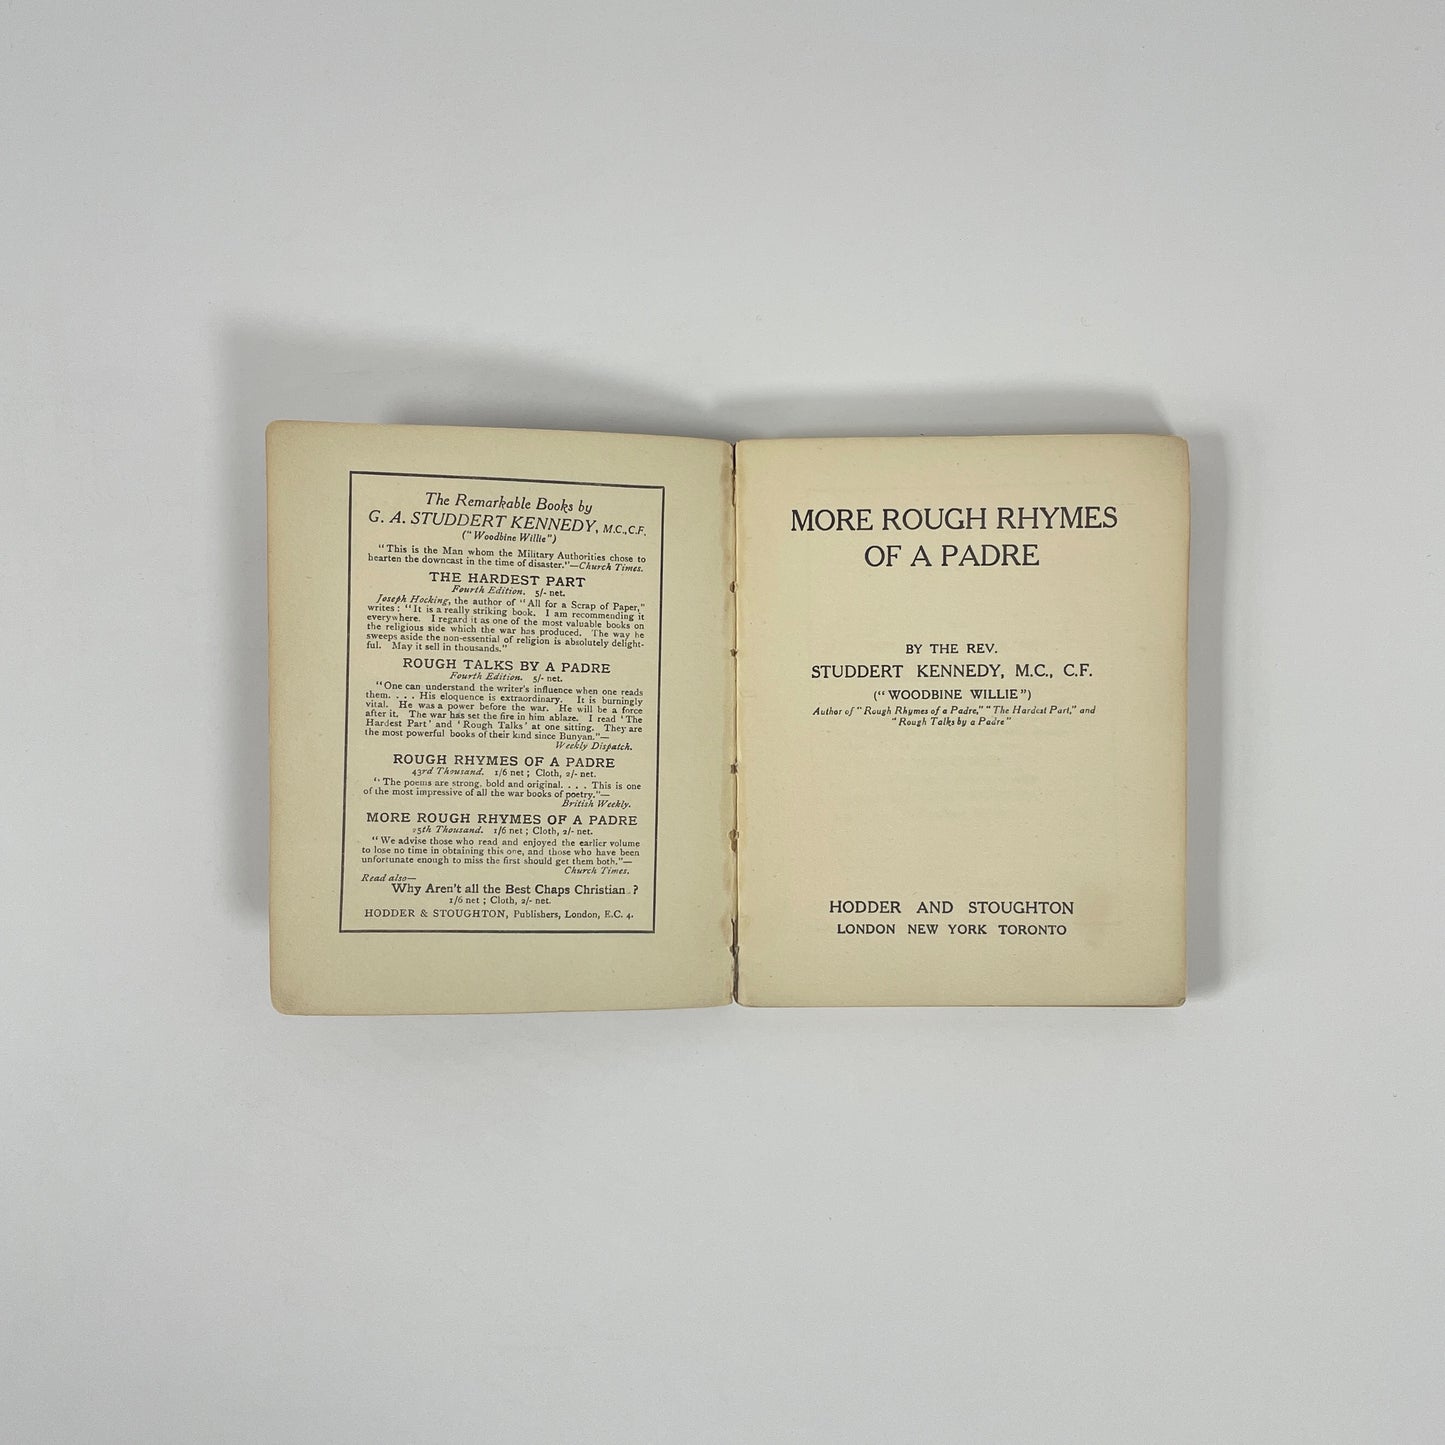 The Remarkable Books by
G. A. STUDDERT KENNEDY, M.C., C.F.
("Woodbine Willie")
"This is the Man whom the Military Authorities chose to
hearten the downcast in the time of disaster."—Church Times.
THE HARDEST PART
Fourth Edition. 5/- net.
Joseph Hocking, the author of "All for a Scrap of Paper,"
writes: "It is a really striking book. I am recommending it
everywhere. I regard it as one of the most valuable books on
the religious side which the war has produced. The way he
sweeps aside the non-essential of religion is absolutely delight-
ful. May it sell in thousands."
ROUGH TALKS BY A PADRE
Fourth Edition. 5/- net.
"One can understand the writer's influence when one reads
them. . . . His eloquence is extraordinary. It is burningly
vital. He was a power before the war. He will be a force
after it. The war has set the fire in him ablaze. I read 'The
Hardest Part' and 'Rough Talks' at one sitting. They are
the most powerful books of their kind since Bunyan."—
Weekly Dispatch.
ROUGH RHYMES OF A PADRE
43rd Thousand. 1/6 net; Cloth, 2/- net.
"The poems are strong, bold and original. . . . This is one
of the most impressive of all the war books of poetry."—
British Weekly.
MORE ROUGH RHYMES OF A PADRE
25th Thousand. 1/6 net; Cloth, 2/- net.
"We advise those who read and enjoyed the earlier volume
to lose no time in obtaining this one, and those who have been
unfortunate enough to miss the first should get them both."—
Church Times.
Read also—
Why Aren't all the Best Chaps Christian?
1/6 net; Cloth, 2/- net.
HODDER & STOUGHTON, Publishers, London, E.C. 4.
MORE ROUGH RHYMES
OF A PADRE
BY THE REV.
STUDDERT KENNEDY, M.C., C.F.
("WOODBINE WILLIE")
Author of "Rough Rhymes of a Padre," "The Hardest Part," and
"Rough Talks by a Padre"
HODDER AND STOUGHTON
LONDON NEW YORK TORONTO